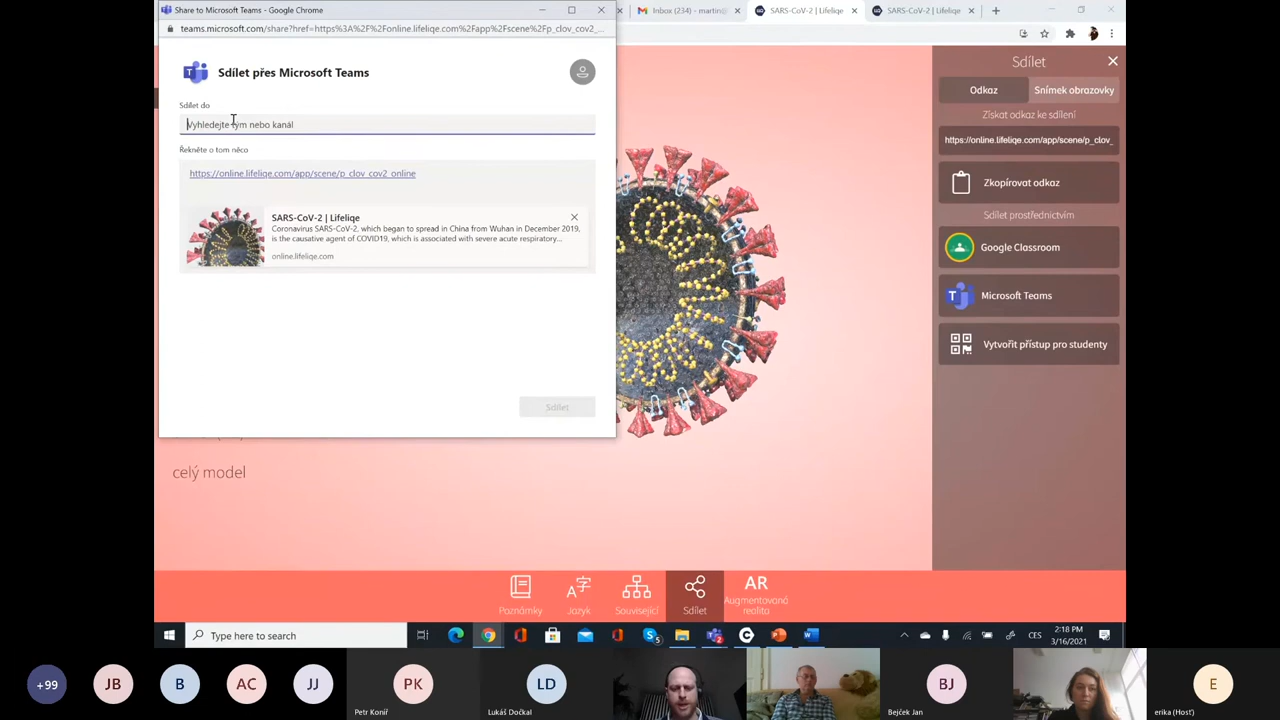 Share to Microsoft Teams - Google Chrome
teams.microsoft.com/share?href=https%3A%2F%2Fonline.lifeliqe.com%2Fapp%2Fscene%2Fp_clov_cov2_...
Sdílet přes Microsoft Teams
Sdílet do
Vyhledejte tým nebo kanál
Řekněte o tom něco
https://online.lifeliqe.com/app/scene/p_clov_cov2_online
SARS-CoV-2 | Lifeliqe
Coronavirus SARS-CoV-2, which began to spread in China from Wuhan in December 2019,
is the causative agent of COVID19, which is associated with severe acute respiratory...
online.lifeliqe.com
Sdílet
Inbox (234) - martin@
SARS-CoV-2 | Lifeliqe
SARS-CoV-2 | Lifeliqe
Sdílet
Odkaz
Snímek obrazovky
Získat odkaz ke sdílení
https://online.lifeliqe.com/app/scene/p_clov_
Zkopírovat odkaz
Sdílet prostřednictvím
Google Classroom
Microsoft Teams
Vytvořit přístup pro studenty
celý model
Poznámky
Jazyk
Související
Sdílet
AR
Augmentovaná
realita
Type here to search
CES
2:18 PM
3/16/2021
+99
JB
B
AC
JJ
PK
Petr Koníř
LD
Lukáš Dočkal
BJ
Bejček Jan
E
erika (Host)